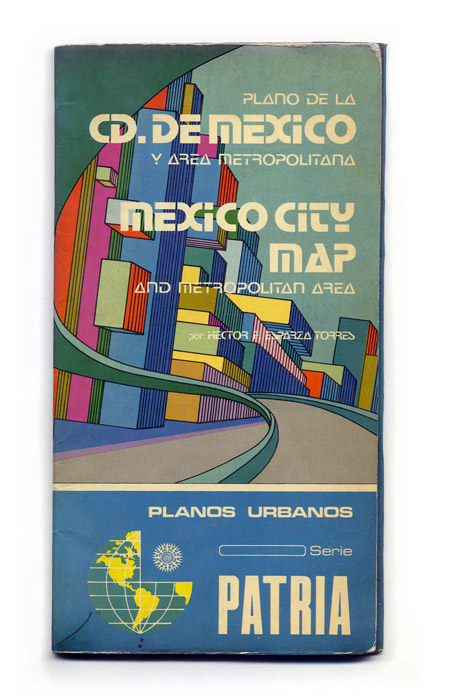 PLANO DE LA
CD. DE MEXICO
Y AREA METROPOLITANA
MEXICO CITY
MAP
AND METROPOLITAN AREA
por: HECTOR F. ESPARZA TORRES
PLANOS URBANOS
Serie
PATRIA